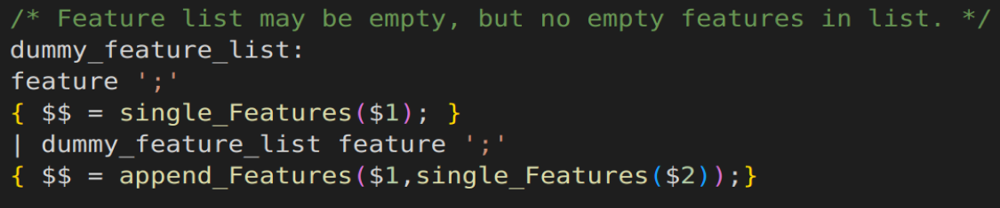 /* Feature list may be empty, but no empty features in list. */
dummy_feature_list:
feature ';'
{ $$ = single_Features($1); }
| dummy_feature_list feature ';'
{ $$ = append_Features($1,single_Features($2));}